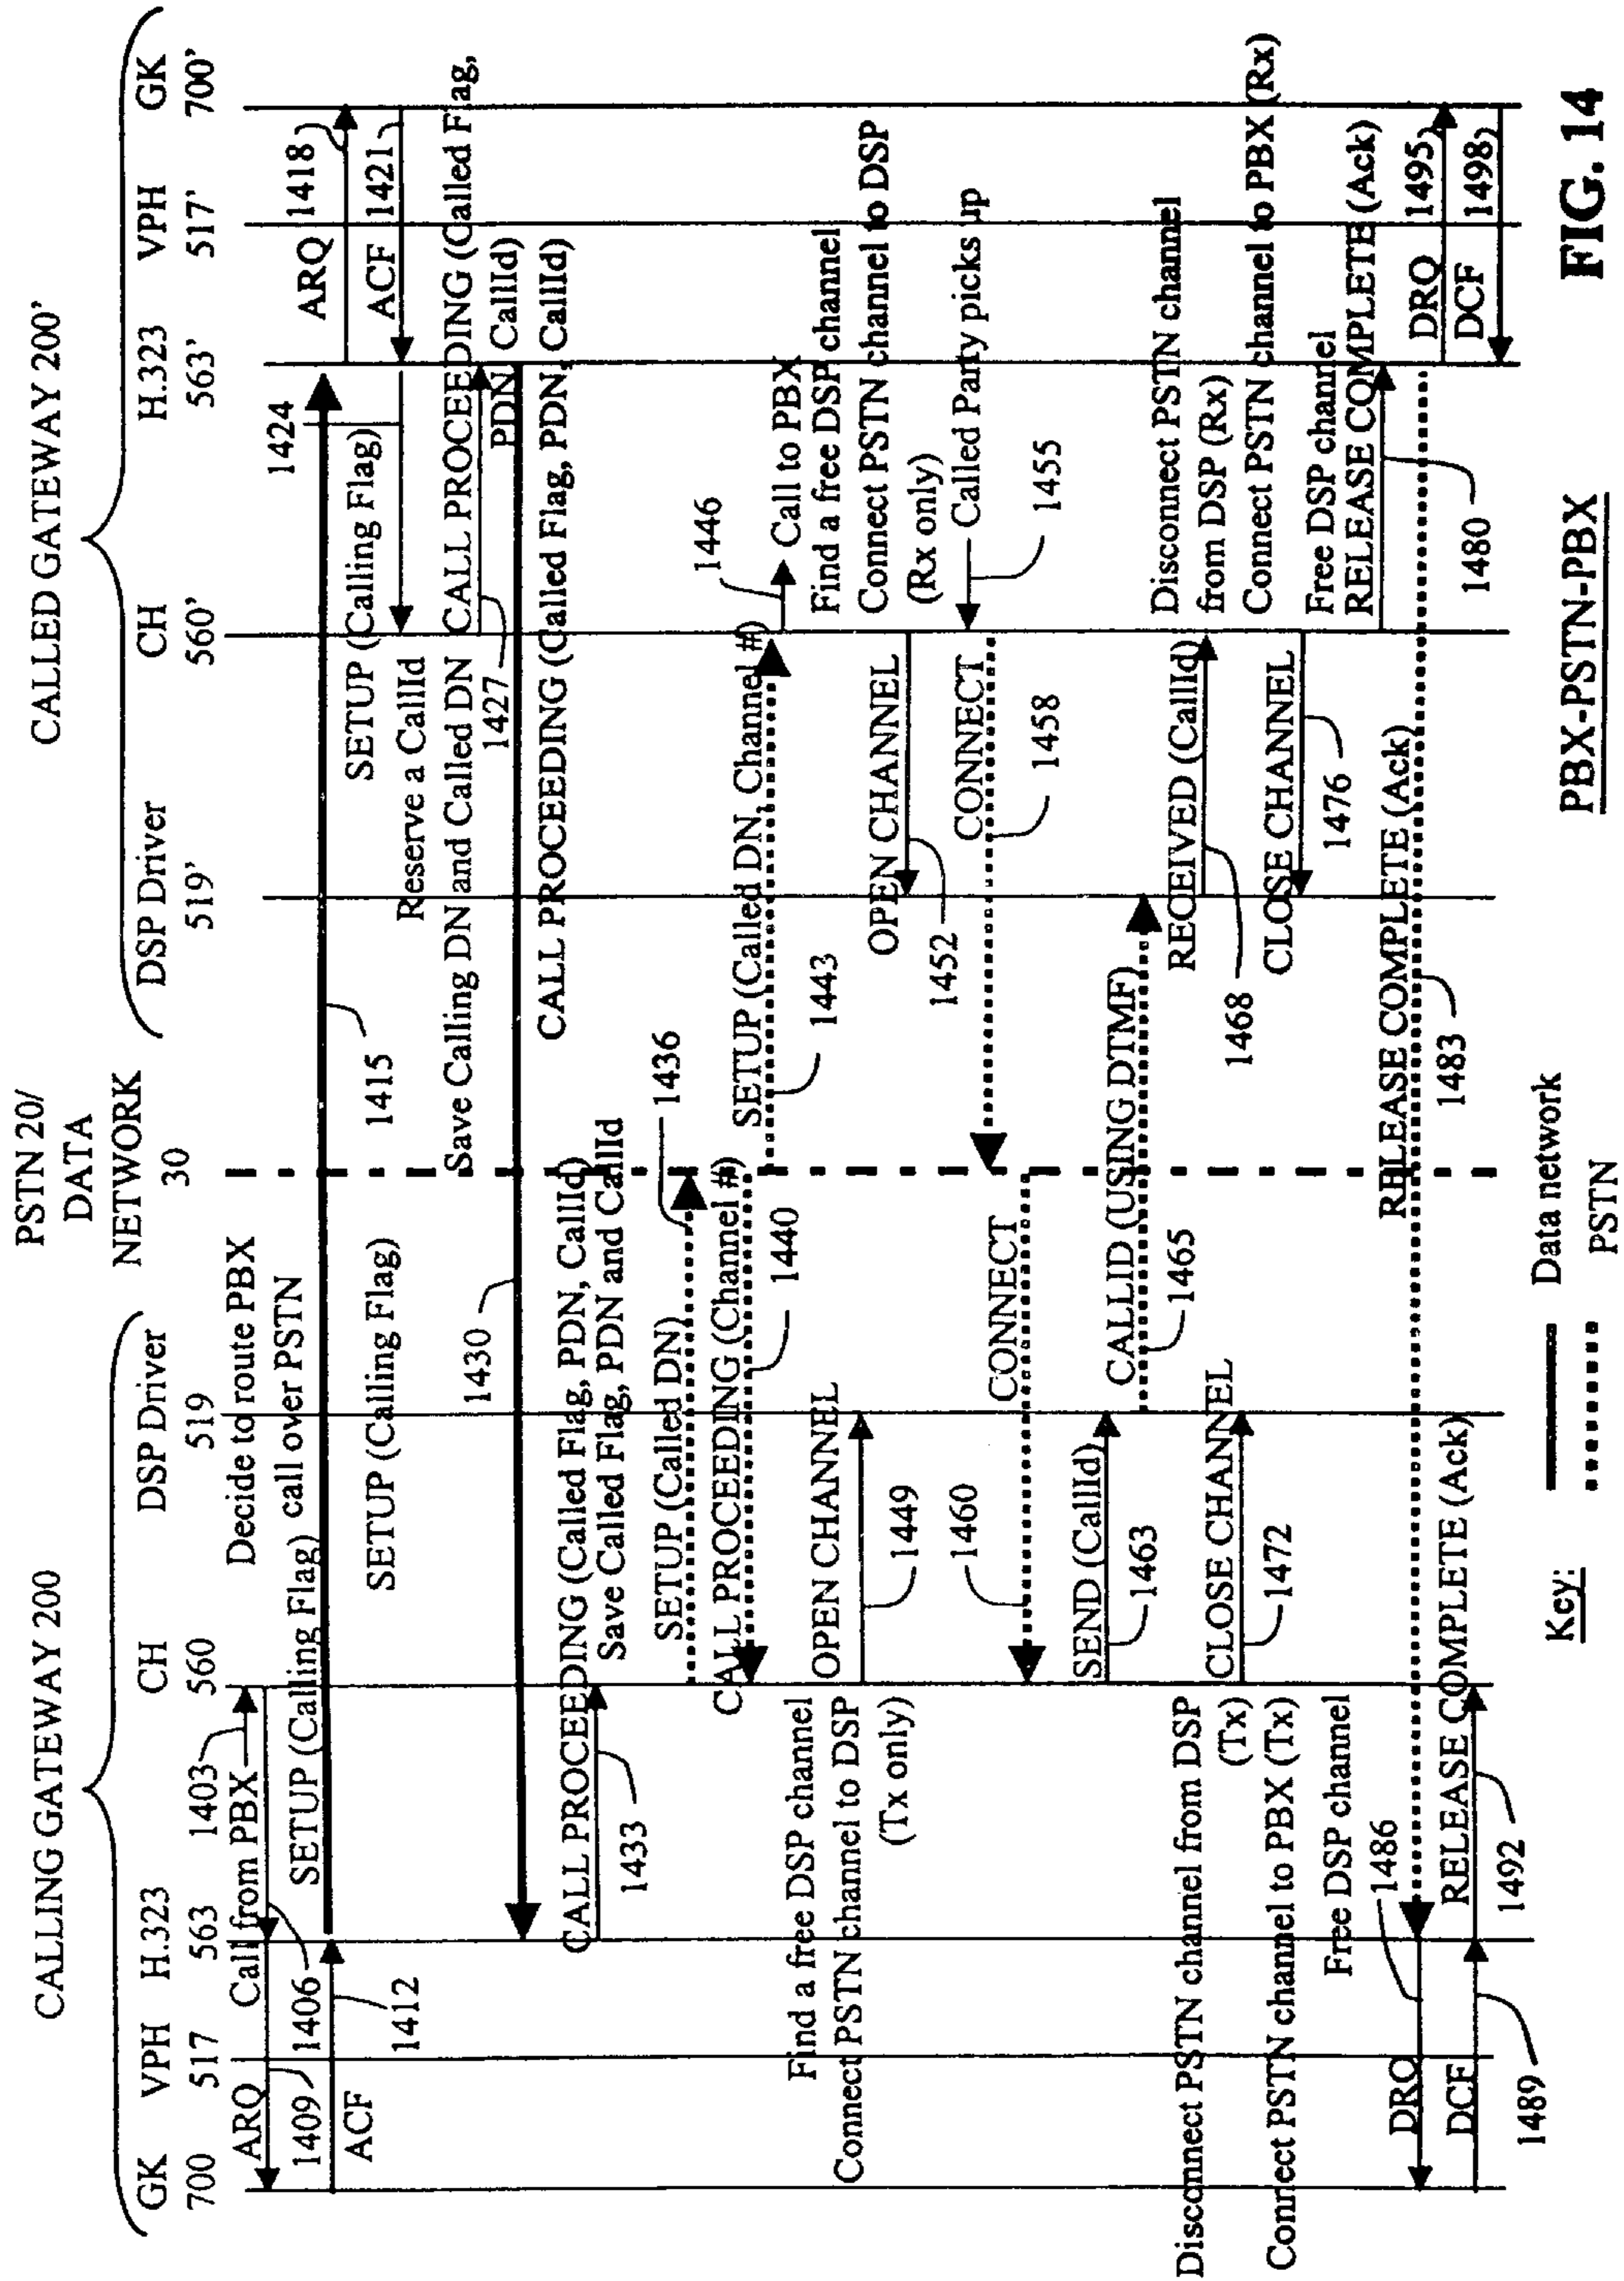 CALLING GATEWAY 200
PSTN 20/
DATA
NETWORK
30
CALLED GATEWAY 200'
GK
700
VPH
517
H.323
563
CH
560
DSP Driver
519
DSP Driver
519'
CH
560'
H.323
563'
VPH
517'
GK
700'
ARQ
Call from PBX
1403
Decide to route PBX
call over PSTN
1409
1406
SETUP (Calling Flag)
ACF
1412
SETUP (Calling Flag)
1415
1424
ARQ
1418
SETUP (Calling Flag)
ACF
1421
Reserve a CallId
Save Calling DN and Called DN
CALL PROCEEDING (Called Flag,
PDN, CallId)
1427
1430
CALL PROCEEDING (Called Flag, PDN, CallId)
CALL PROCEEDING (Called Flag, PDN, CallId)
1433
Save Called Flag, PDN and CallId
SETUP (Called DN)
1436
CALL PROCEEDING (Channel #)
1440
SETUP (Called DN, Channel #)
1443
1446
Call to PBX
Find a free DSP channel
Connect PSTN channel to DSP
(Rx only)
Find a free DSP channel
Connect PSTN channel to DSP
(Tx only)
OPEN CHANNEL
1449
OPEN CHANNEL
1452
Called Party picks up
1455
CONNECT
1458
CONNECT
1460
SEND (CallId)
1463
CALLID (USING DTMF)
1465
RECEIVED (CallId)
1468
Disconnect PSTN channel
from DSP (Rx)
Connect PSTN channel to PBX (Rx)
Free DSP channel
Disconnect PSTN channel from DSP
(Tx)
Connect PSTN channel to PBX (Tx)
Free DSP channel
CLOSE CHANNEL
1472
CLOSE CHANNEL
1476
RELEASE COMPLETE (Ack)
1480
RELEASE COMPLETE (Ack)
1483
DRQ
1486
DCF
1489
RELEASE COMPLETE (Ack)
1492
DRQ
1495
DCF
1498
Key:
Data network
PSTN
PBX-PSTN-PBX
FIG. 14